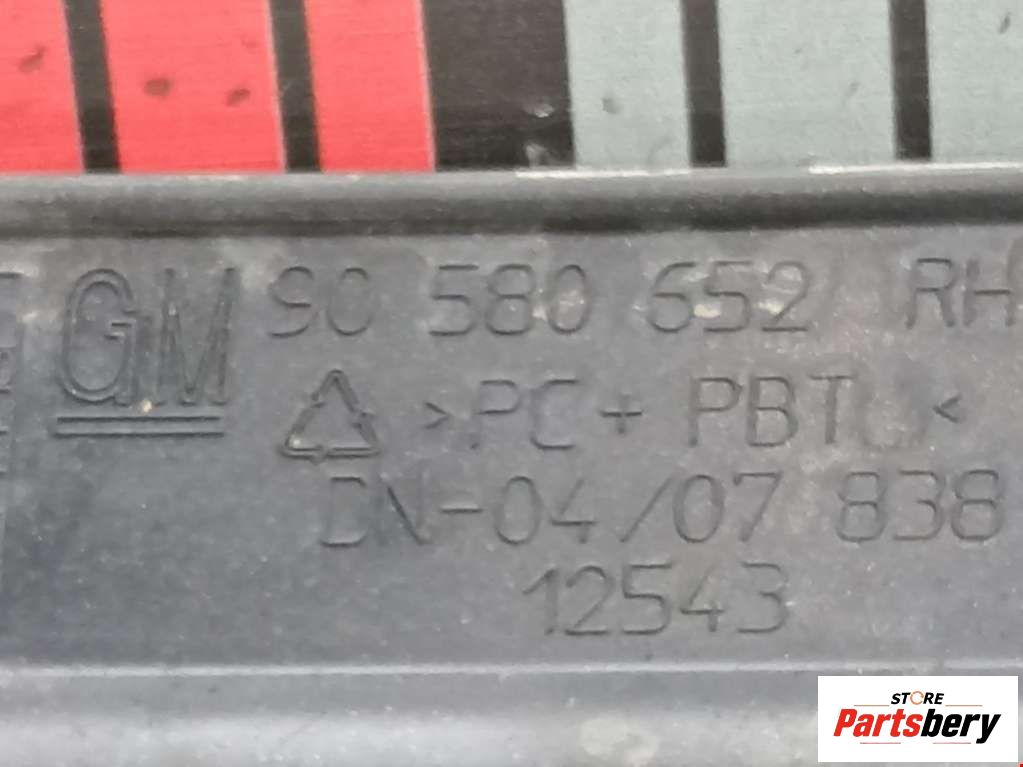 GM 90 580 652 RH
>PC + PBT<
DN-04/07 838
12543
STORE
Partsbery